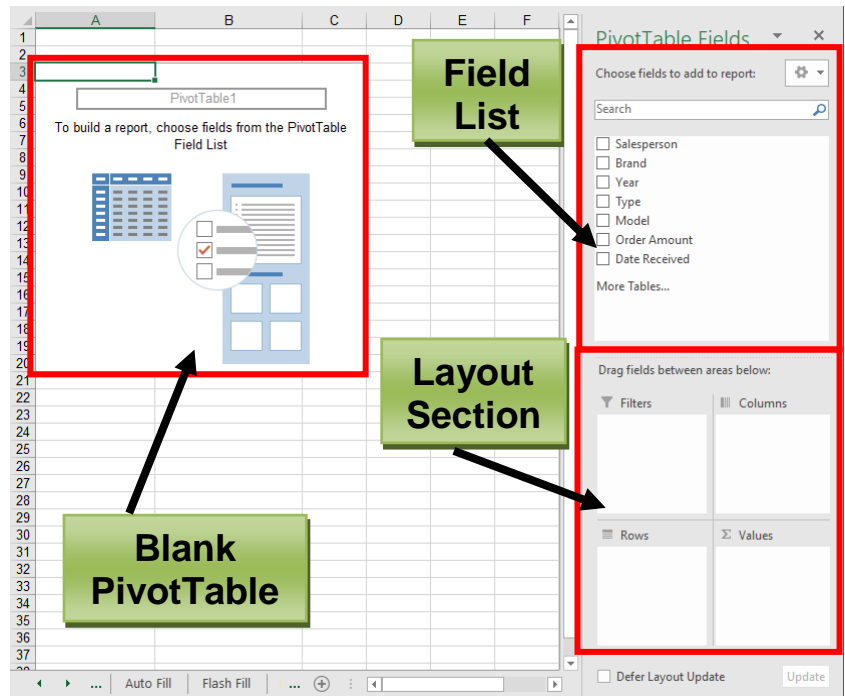 A B C D E F
PivotTable Fields
1
2
3
4
5
6
7
8
9
10
11
12
13
14
15
16
17
18
19
20
21
22
23
24
25
26
27
28
29
30
31
32
33
34
35
36
37
PivotTable1
To build a report, choose fields from the PivotTable
Field List
Field
List
Choose fields to add to report:
Search
Salesperson
Brand
Year
Type
Model
Order Amount
Date Received
More Tables...
Layout
Section
Drag fields between areas below:
Filters
Columns
Rows
Σ Values
Blank
PivotTable
... Auto Fill Flash Fill ...
Defer Layout Update
Update